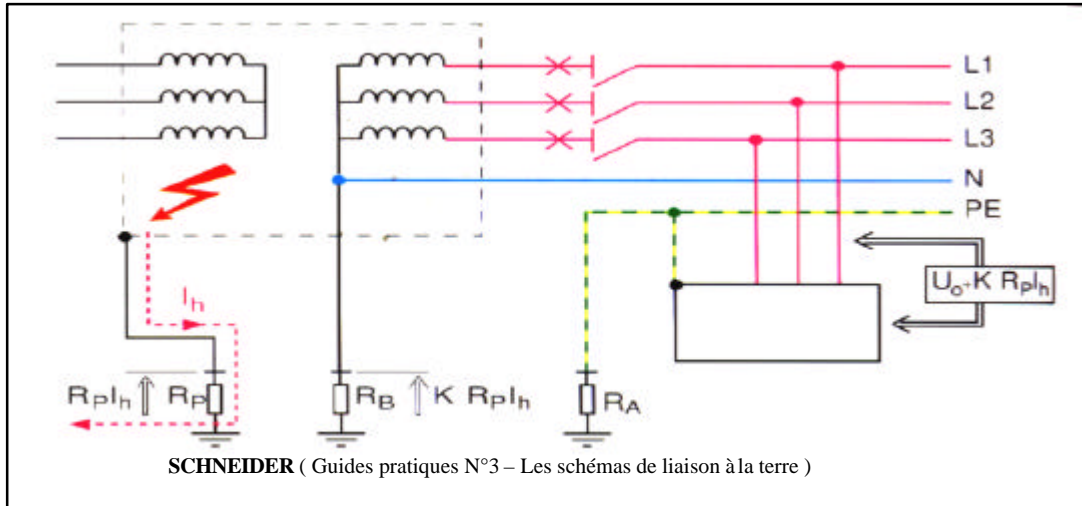 L1
L2
L3
N
PE
Uo+K RpIh
Ih
RpIh
Rp
RB
K RpIh
RA
SCHNEIDER ( Guides pratiques N°3 – Les schémas de liaison à la terre )